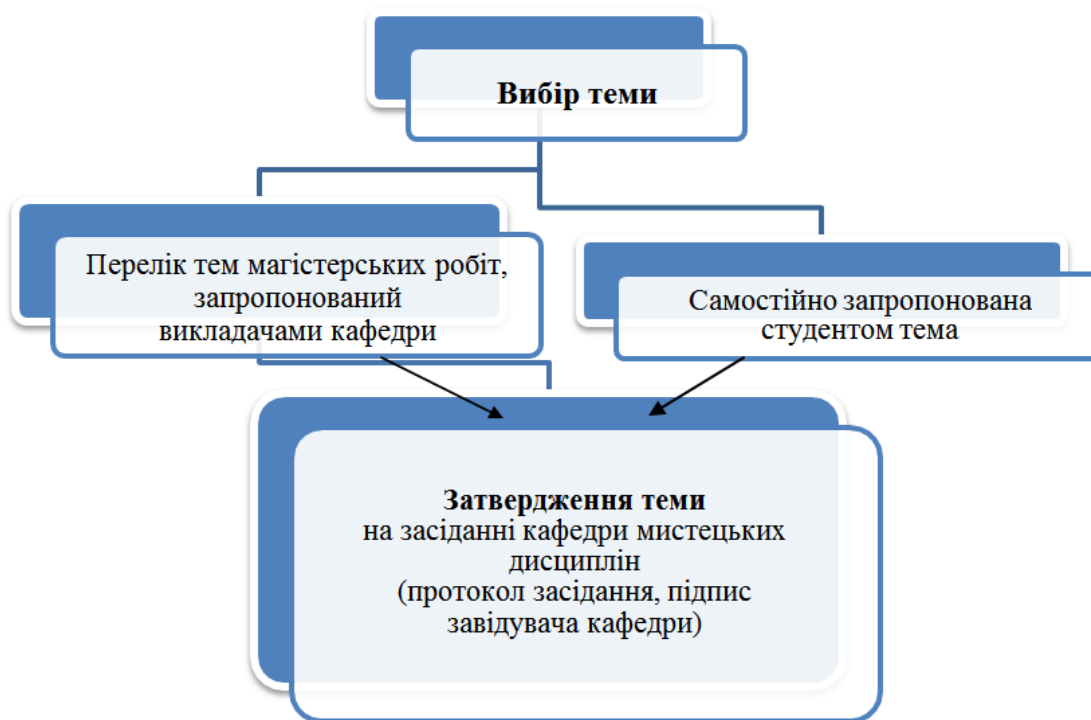 Вибір теми
Перелік тем магістерських робіт,
запропонований
викладачами кафедри
Самостійно запропонована
студентом тема
Затвердження теми
на засіданні кафедри мистецьких
дисциплін
(протокол засідання, підпис
завідувача кафедри)